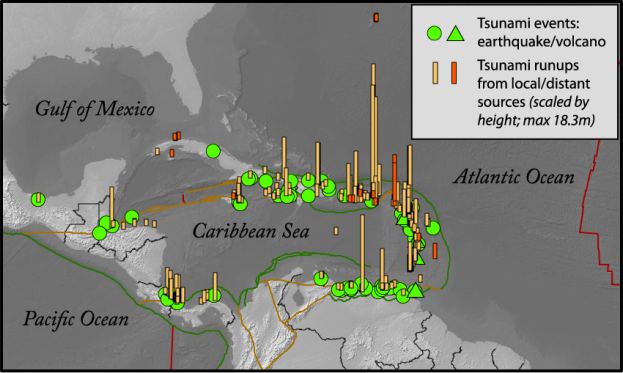 Tsunami events:
earthquake/volcano
Tsunami runups
from local/distant
sources (scaled by
height; max 18.3m)
Gulf of Mexico
Atlantic Ocean
Caribbean Sea
Pacific Ocean